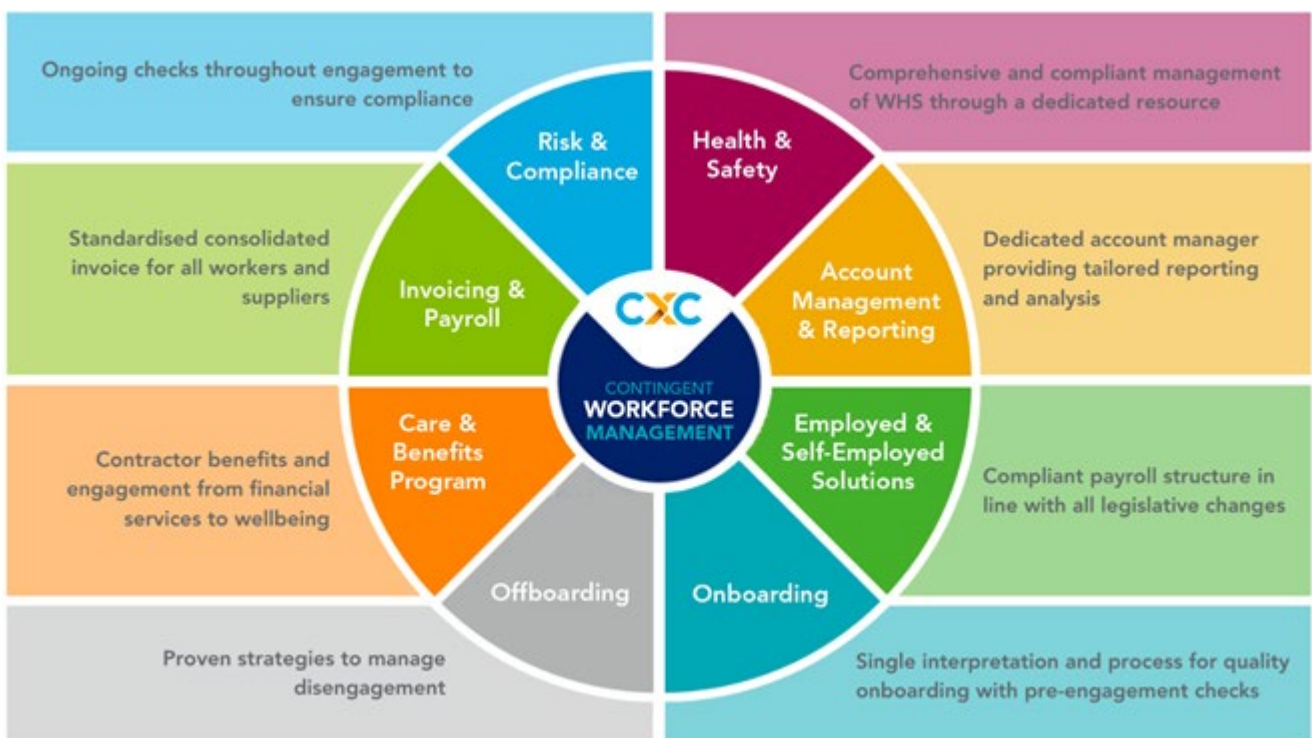 Ongoing checks throughout engagement to
ensure compliance
Risk &
Compliance
Health &
Safety
Comprehensive and compliant management
of WHS through a dedicated resource
Standardised consolidated
invoice for all workers and
suppliers
Invoicing &
Payroll
Account
Management
& Reporting
Dedicated account manager
providing tailored reporting
and analysis
CXC
CONTINGENT
WORKFORCE
MANAGEMENT
Contractor benefits and
engagement from financial
services to wellbeing
Care &
Benefits
Program
Employed &
Self-Employed
Solutions
Compliant payroll structure in
line with all legislative changes
Proven strategies to manage
disengagement
Offboarding
Onboarding
Single interpretation and process for quality
onboarding with pre-engagement checks